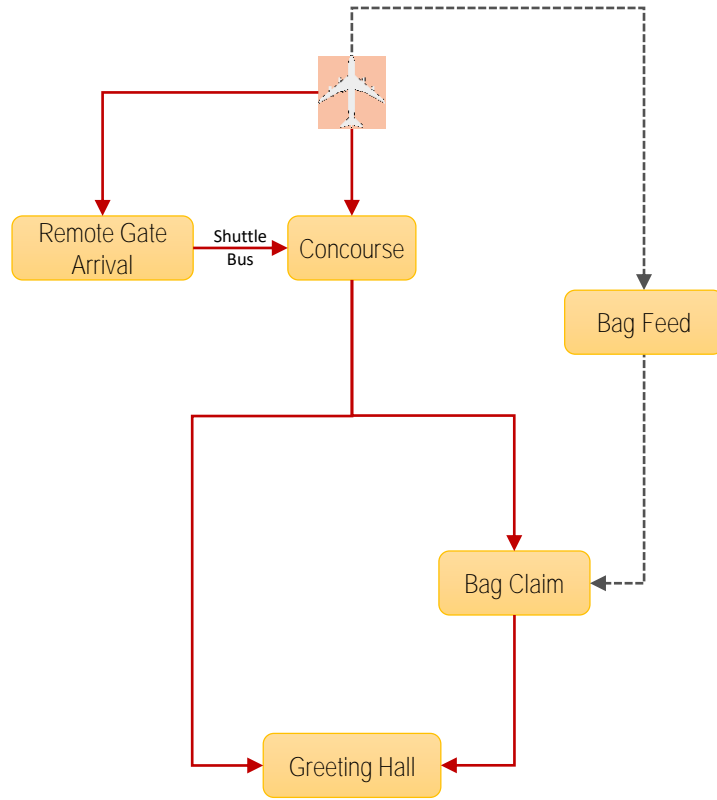 Remote Gate
Arrival
Shuttle
Bus
Concourse
Bag Feed
Bag Claim
Greeting Hall